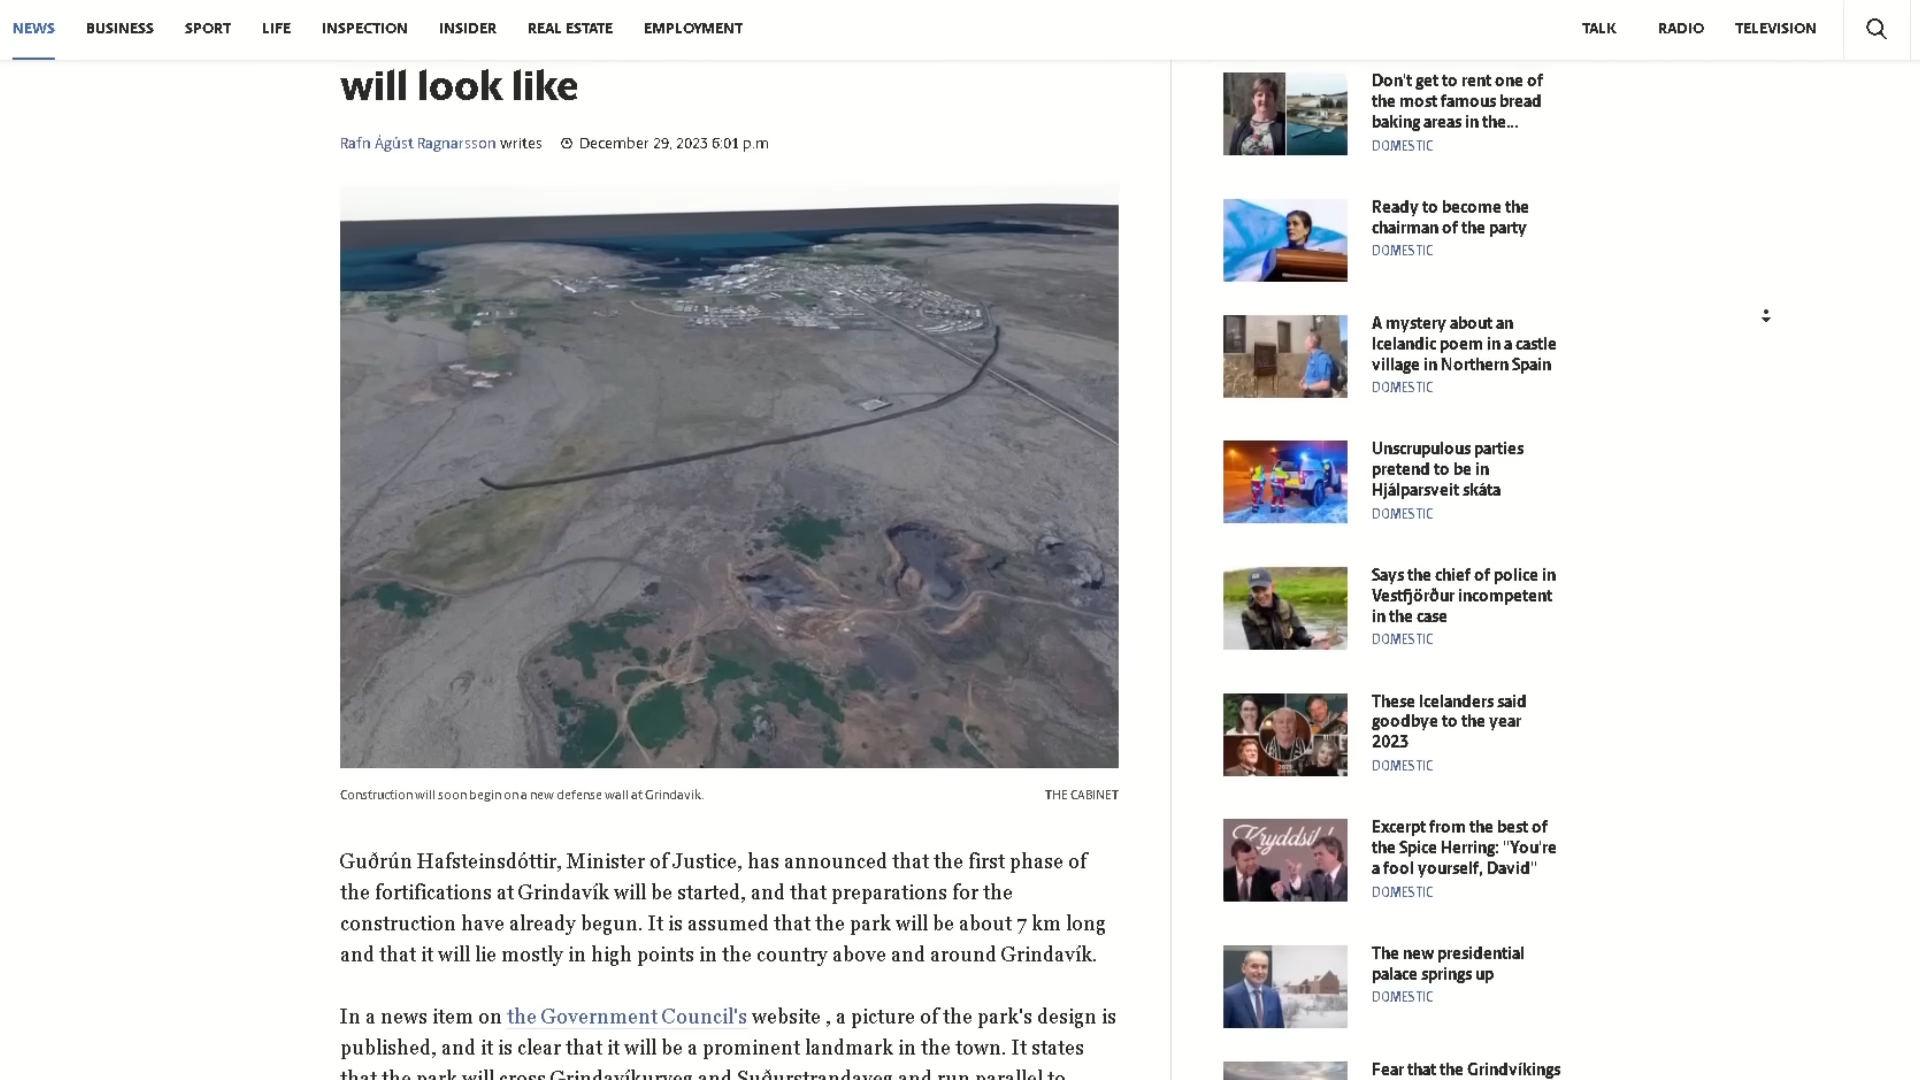 NEWS BUSINESS SPORT LIFE INSPECTION INSIDER REAL ESTATE EMPLOYMENT TALK RADIO TELEVISION
will look like
Rafn Ágúst Ragnarsson writes December 29, 2023 6:01 p.m
Construction will soon begin on a new defense wall at Grindavík. THE CABINET
Guðrún Hafsteinsdóttir, Minister of Justice, has announced that the first phase of
the fortifications at Grindavík will be started, and that preparations for the
construction have already begun. It is assumed that the park will be about 7 km long
and that it will lie mostly in high points in the country above and around Grindavík.
In a news item on the Government Council's website , a picture of the park's design is
published, and it is clear that it will be a prominent landmark in the town. It states
that the park will cross Grindavíkurveg and Suðurstrandaveg and run parallel to
Don't get to rent one of
the most famous bread
baking areas in the...
DOMESTIC
Ready to become the
chairman of the party
DOMESTIC
A mystery about an
Icelandic poem in a castle
village in Northern Spain
DOMESTIC
Unscrupulous parties
pretend to be in
Hjálparsveit skáta
DOMESTIC
Says the chief of police in
Vestfjörður incompetent
in the case
DOMESTIC
These Icelanders said
goodbye to the year
2023
DOMESTIC
Kryddsíld
Excerpt from the best of
the Spice Herring: "You're
a fool yourself, David"
DOMESTIC
The new presidential
palace springs up
DOMESTIC
Fear that the Grindvíkings